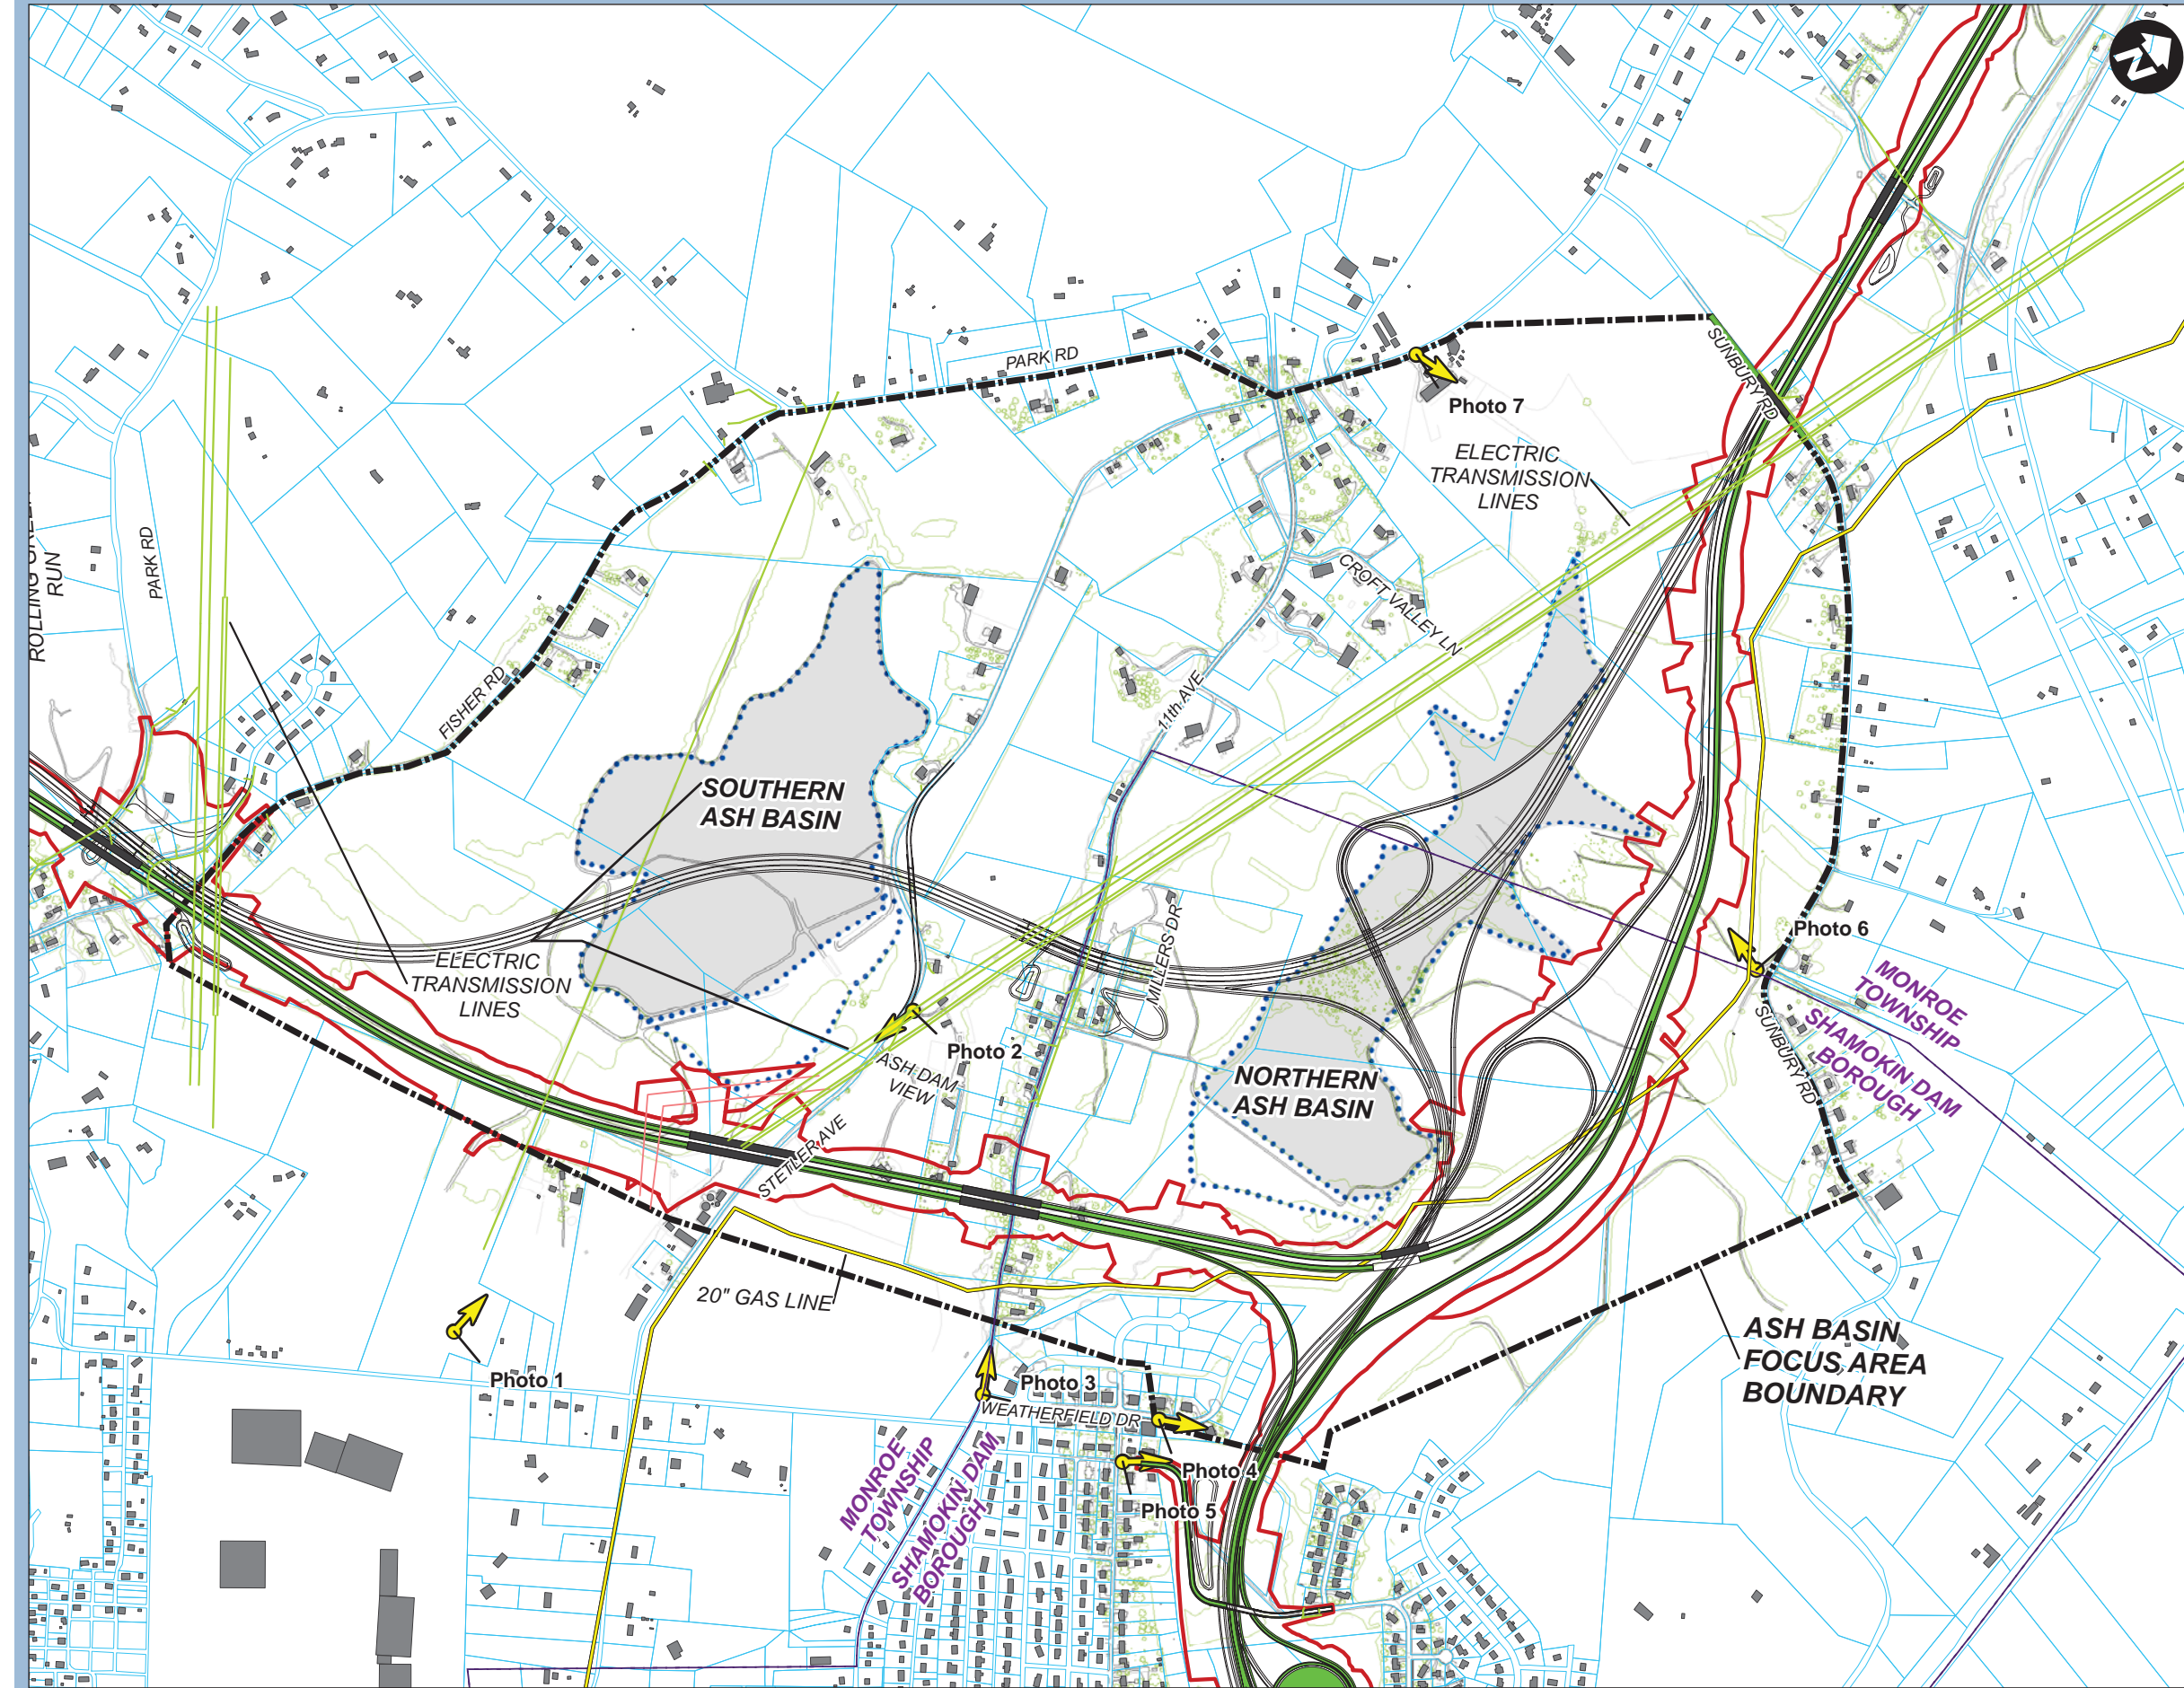 N
PARK RD
SUNBURY RD
Photo 7
ELECTRIC
TRANSMISSION
LINES
RUN
PARK RD
CROFT VALLEY LN
FISHER RD
11th AVE
SOUTHERN
ASH BASIN
MILLERS DR
Photo 6
ELECTRIC
TRANSMISSION
LINES
MONROE
TOWNSHIP
SHAMOKIN DAM
BOROUGH
SUNBURY RD
Photo 2
ASH DAM
VIEW
NORTHERN
ASH BASIN
STETLER AVE
20" GAS LINE
ASH BASIN
FOCUS AREA
BOUNDARY
Photo 1
Photo 3
WEATHERFIELD DR
MONROE
TOWNSHIP
SHAMOKIN DAM
BOROUGH
Photo 4
Photo 5